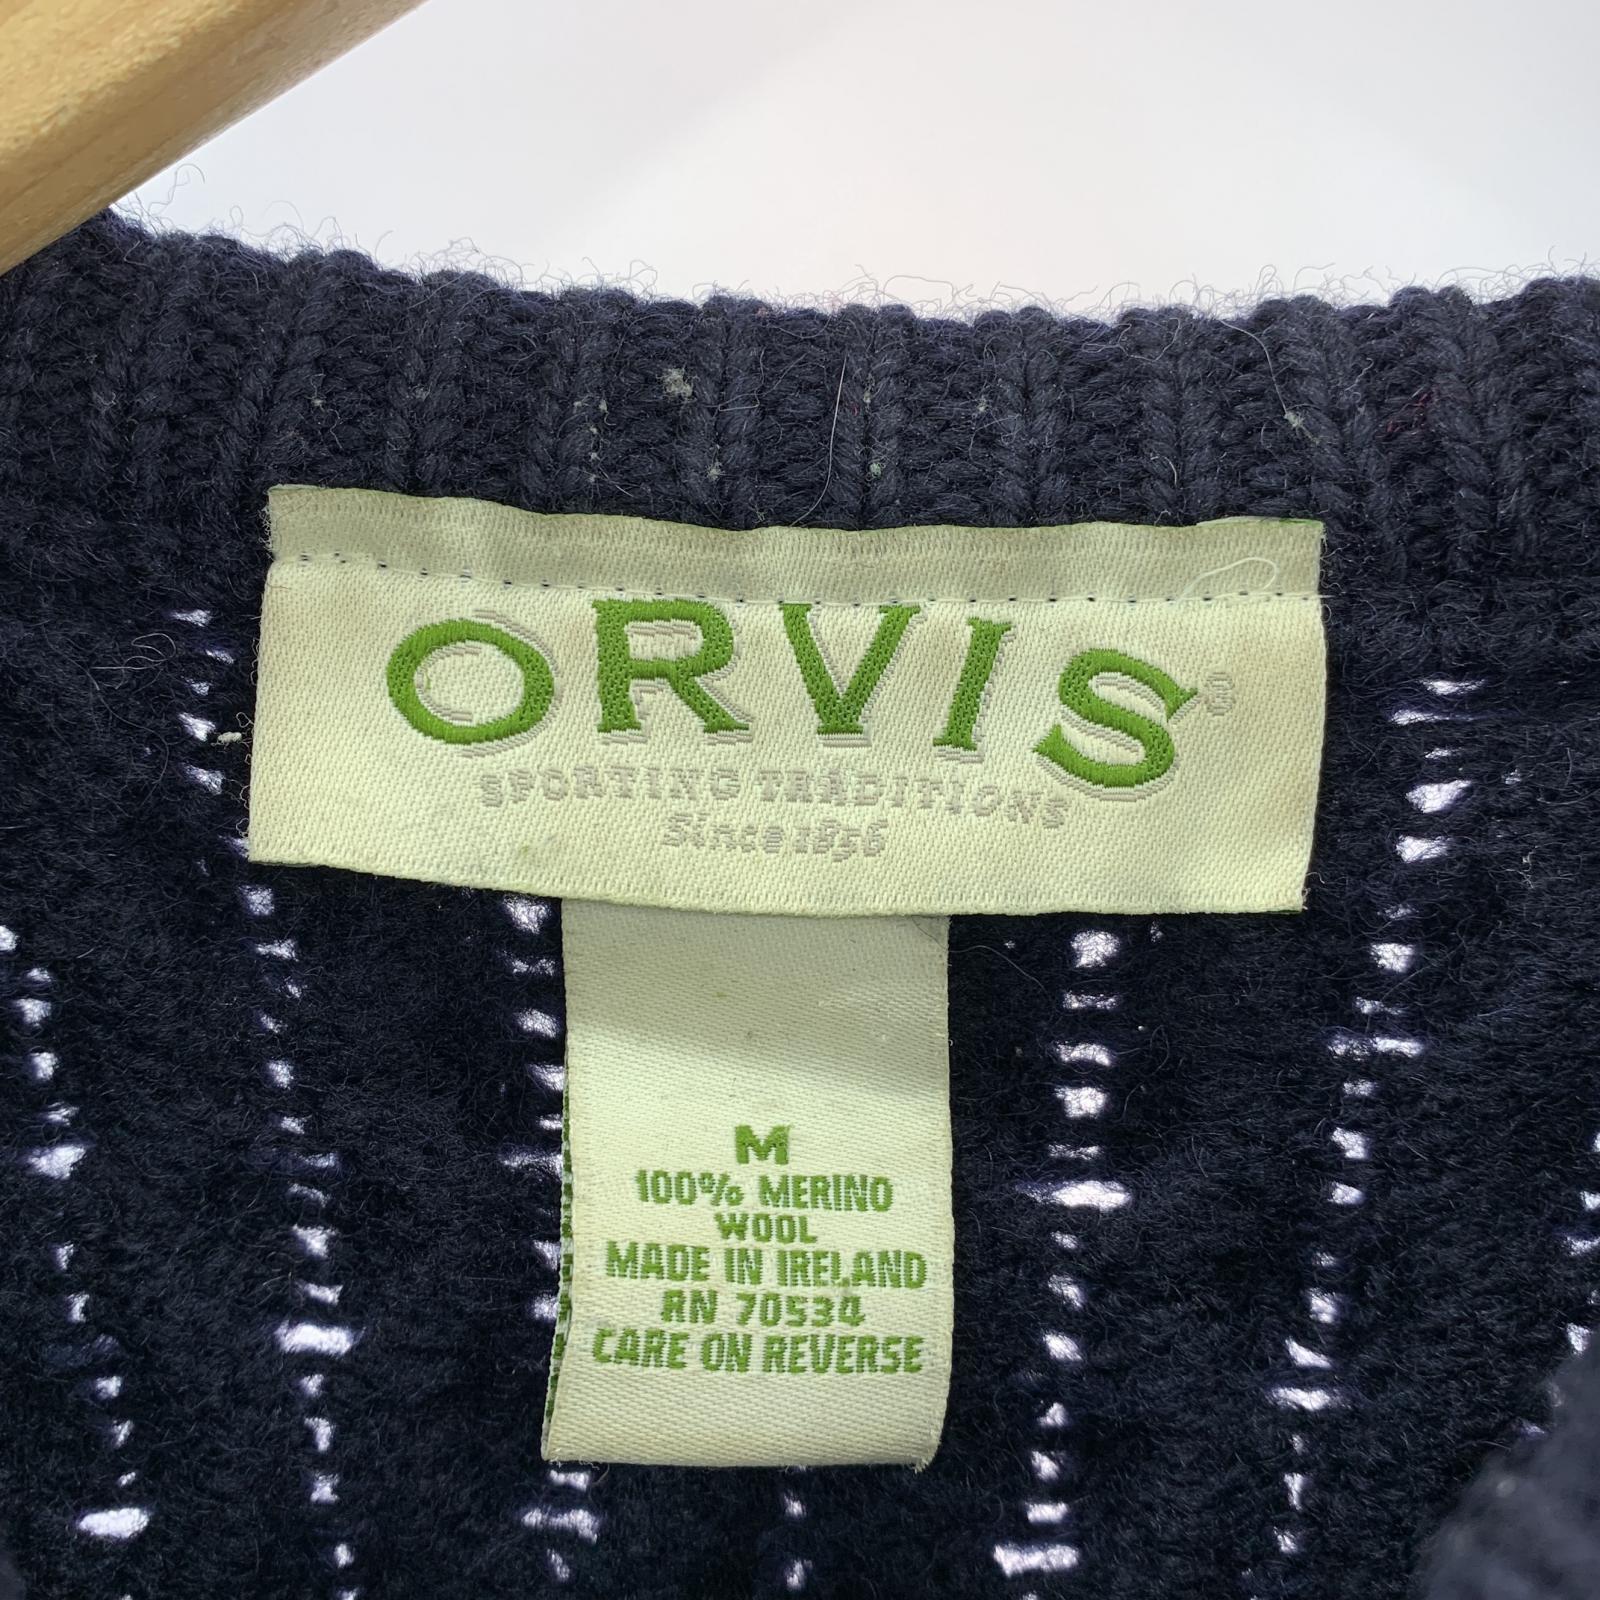 ORVIS®
SPORTING TRADITIONS
Since 1856
M
100% MERINO
WOOL
MADE IN IRELAND
RN 70534
CARE ON REVERSE